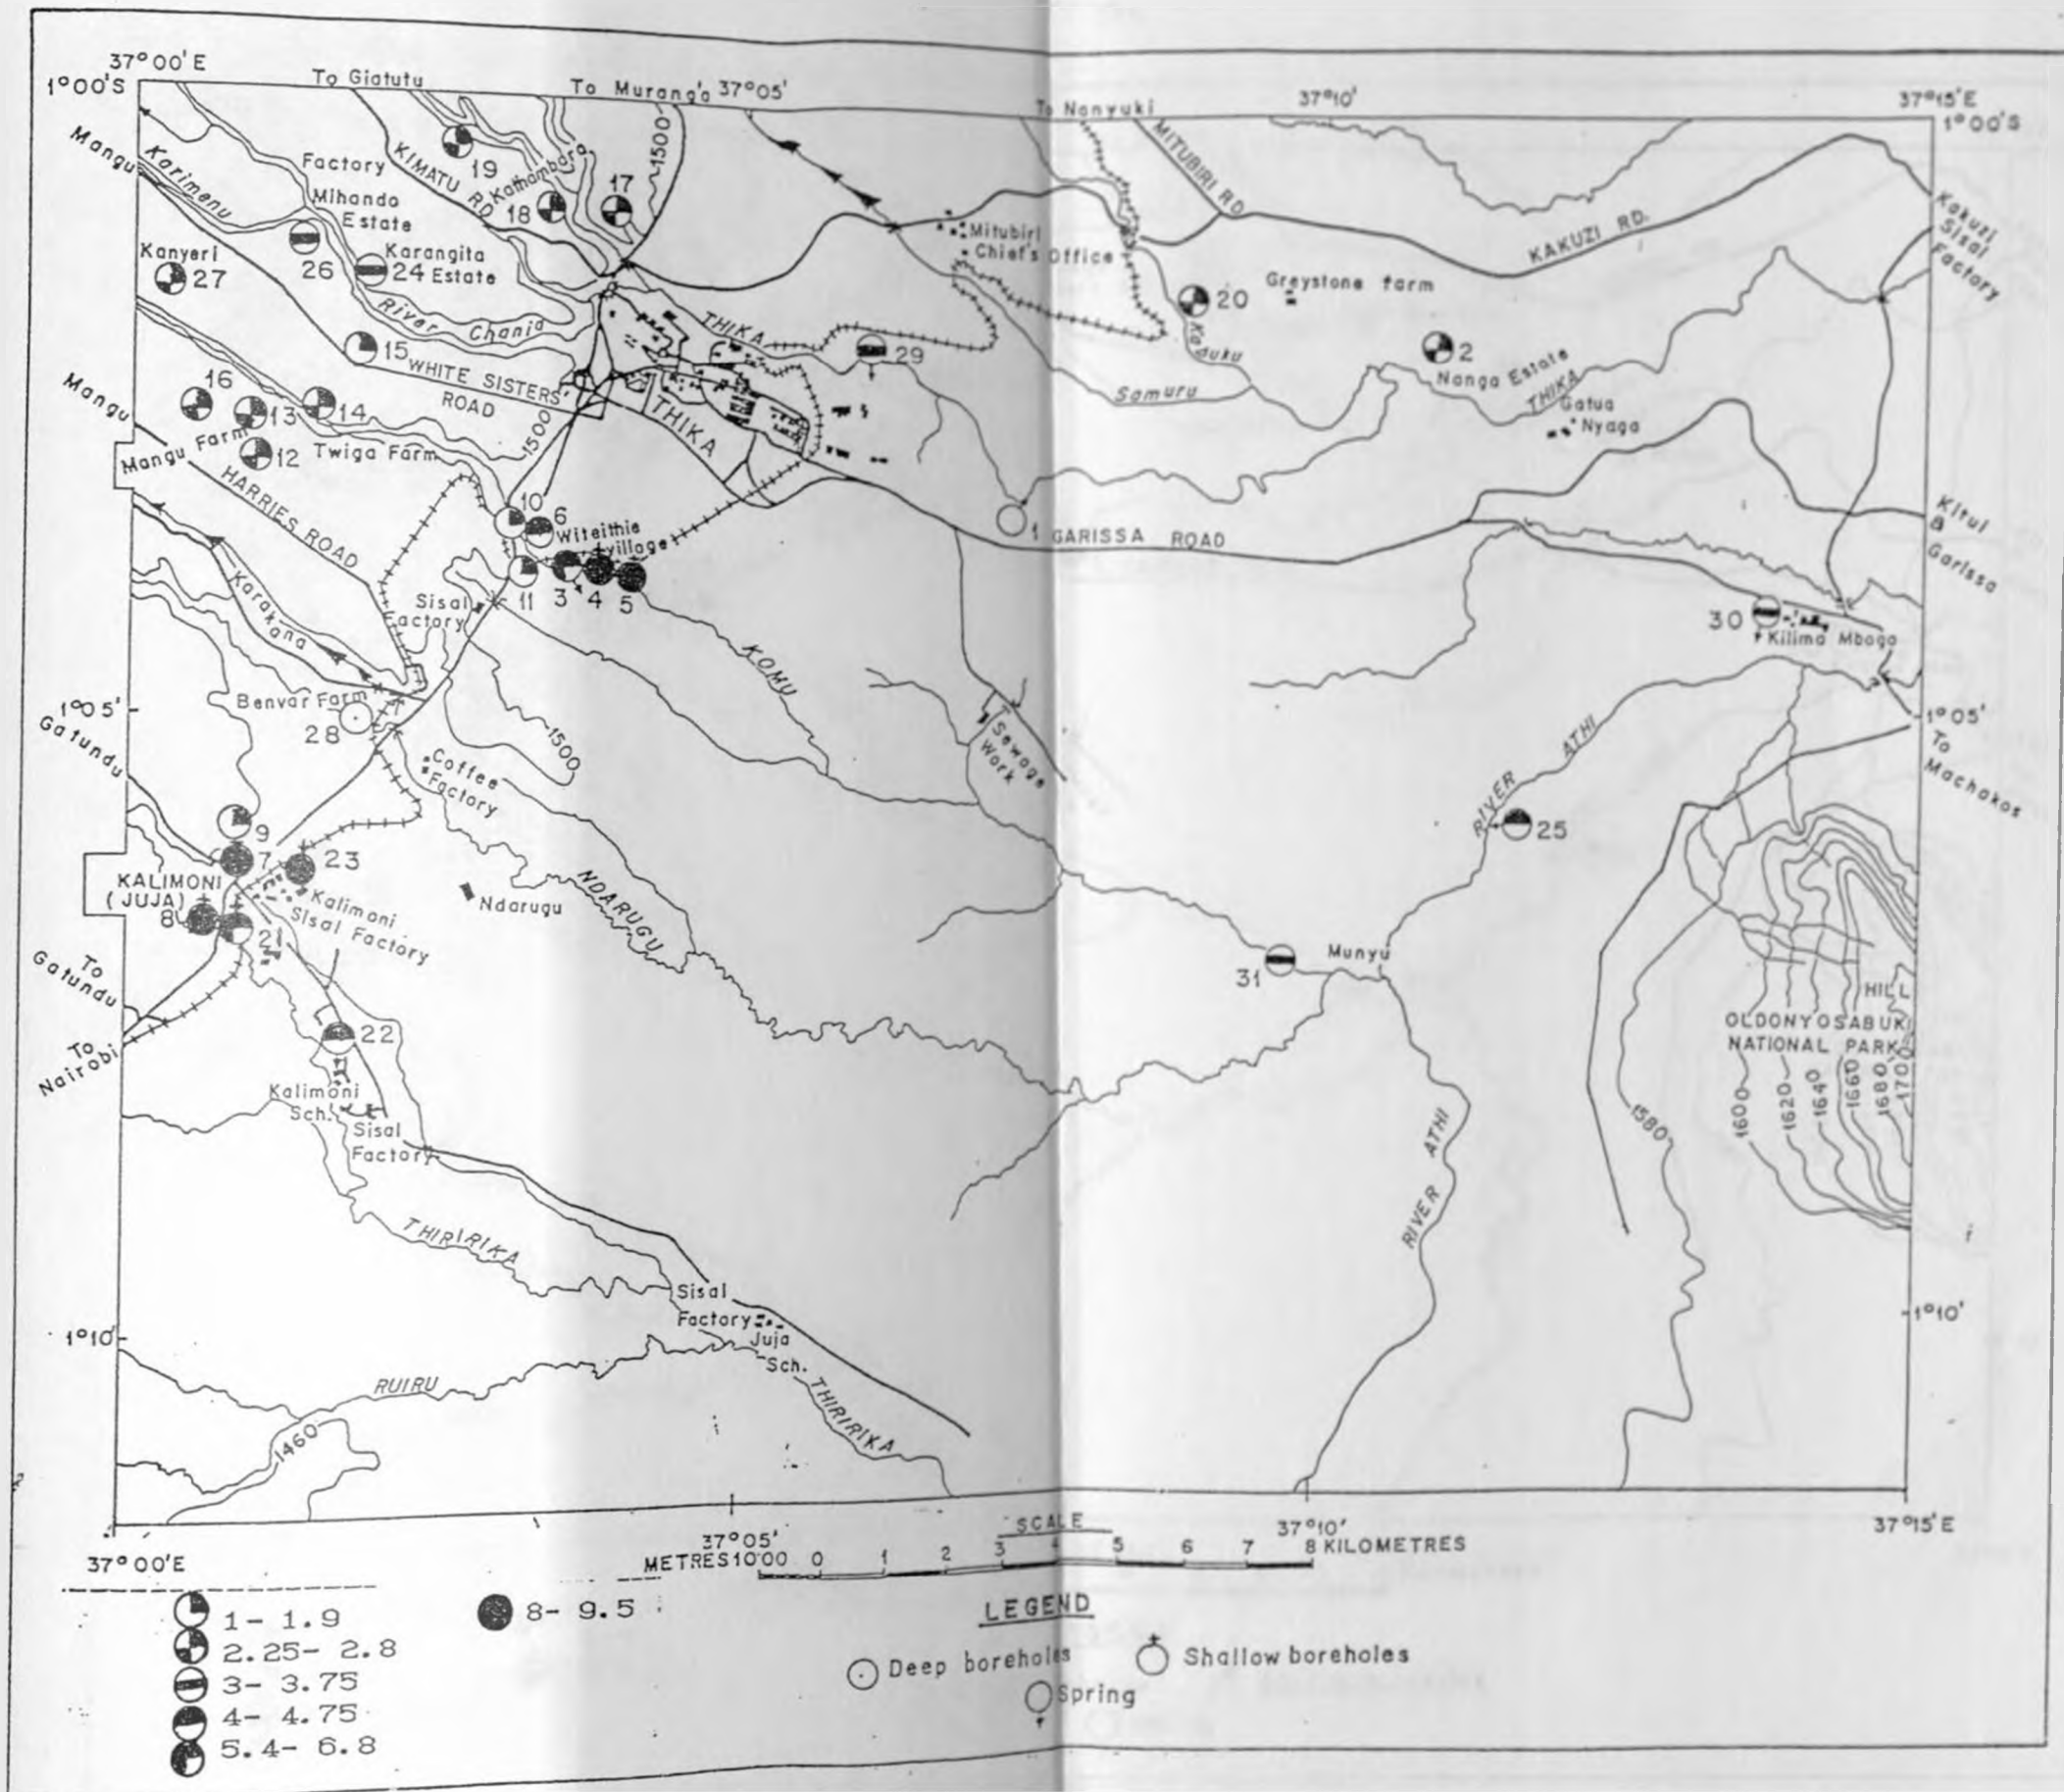 37°00'E
1°00'S
To Giatutu
To Murang'a
37°05'
To Nanyuki
37°10'
37°15'E
1°00'S
Mangu
Karimenu
Factory
KIMATU RD
19
Kathambara
1500
17
18
MITUBIRI RD
Mihando
Estate
Kanyeri
27
26
Karangita
24 Estate
Mitubiri
Chief's Office
KAKUZI RD.
Kakuzi
Sisal
Factory
River Chania
THIKA
20
Greystone farm
Kabuku
29
2
15
WHITE SISTERS'
ROAD
Nanga Estate
Samuru
THIKA
Gatua
Nyaga
Mangu
16
13
14
1500
THIKA
Mangu Farm
12
Twiga Farm
HARRIES ROAD
10
6
Witeithie
village
1
GARISSA ROAD
Kitui
&
Garissa
11
3
4
5
Karakana
Sisal
Factory
KOMU
30
Kilima Mbogo
1°05'
Gatundu
Benvar Farm
28
1500
Sewage
Work
RIVER ATHI
1°05'
To
Machakos
Coffee
Factory
25
9
7
23
KALIMONI
(JUJA)
8
21
Kalimoni
Sisal Factory
Ndarugu
NDARUGU
Munyu
31
To
Gatundu
To
Nairobi
22
HILL
OLDONYOSABUKI
NATIONAL PARK
1580
1600
1620
1640
1660
1680
1700
Kalimoni
Sch.
Sisal
Factory
RIVER ATHI
THIRIRIKA
Sisal
Factory
Juja
Sch.
1°10'
1°10'
RUIRU
THIRIRIKA
1460
37°00'E
37°05'
37°10'
37°15'E
SCALE
METRES 1000 0 1 2 3 4 5 6 7 8 KILOMETRES
1- 1.9
2.25- 2.8
3- 3.75
4- 4.75
5.4- 6.8
8- 9.5
LEGEND
Deep boreholes
Shallow boreholes
Spring